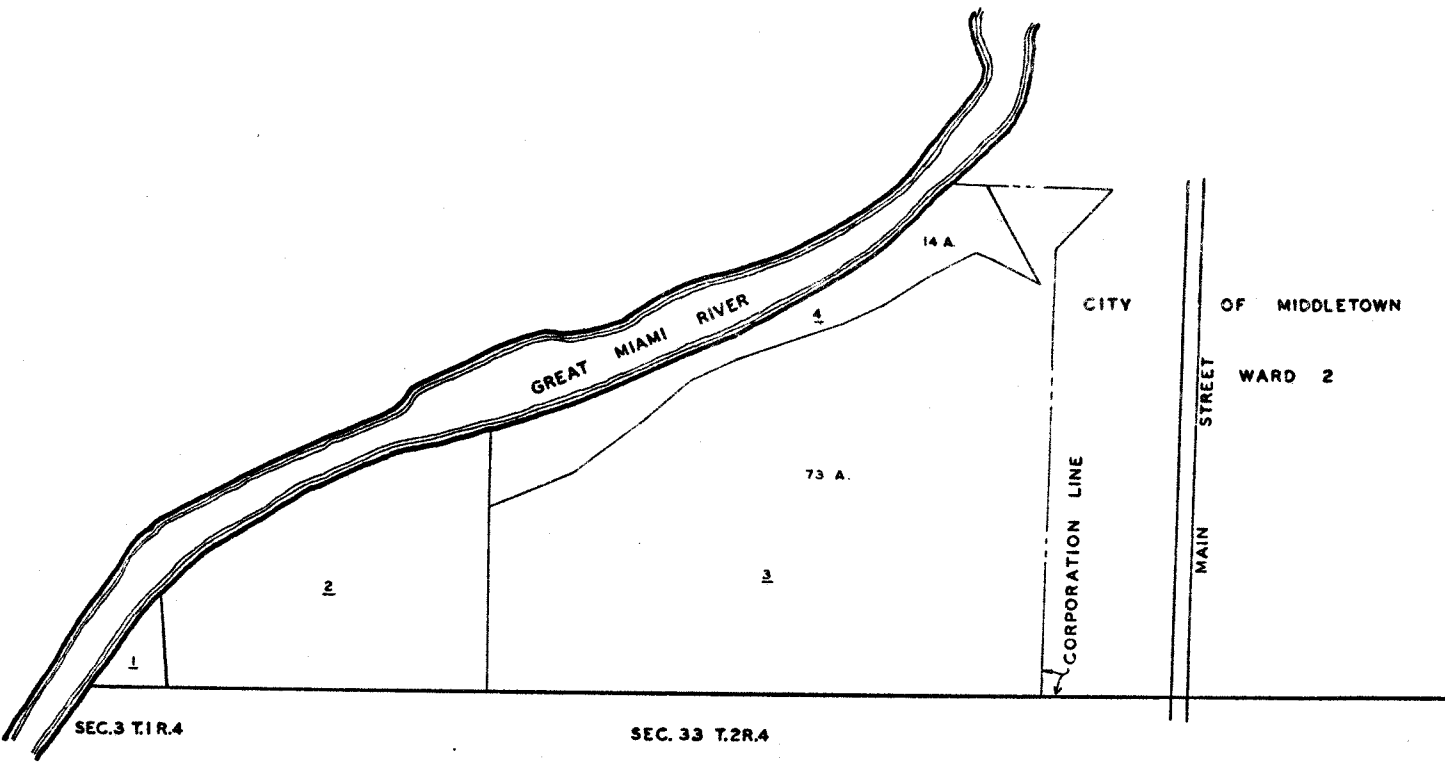 14 A.
CITY OF MIDDLETOWN
4
GREAT MIAMI RIVER
WARD 2
MAIN STREET
73 A.
CORPORATION LINE
2
3
1
SEC.3 T.1 R.4
SEC. 33 T.2R.4